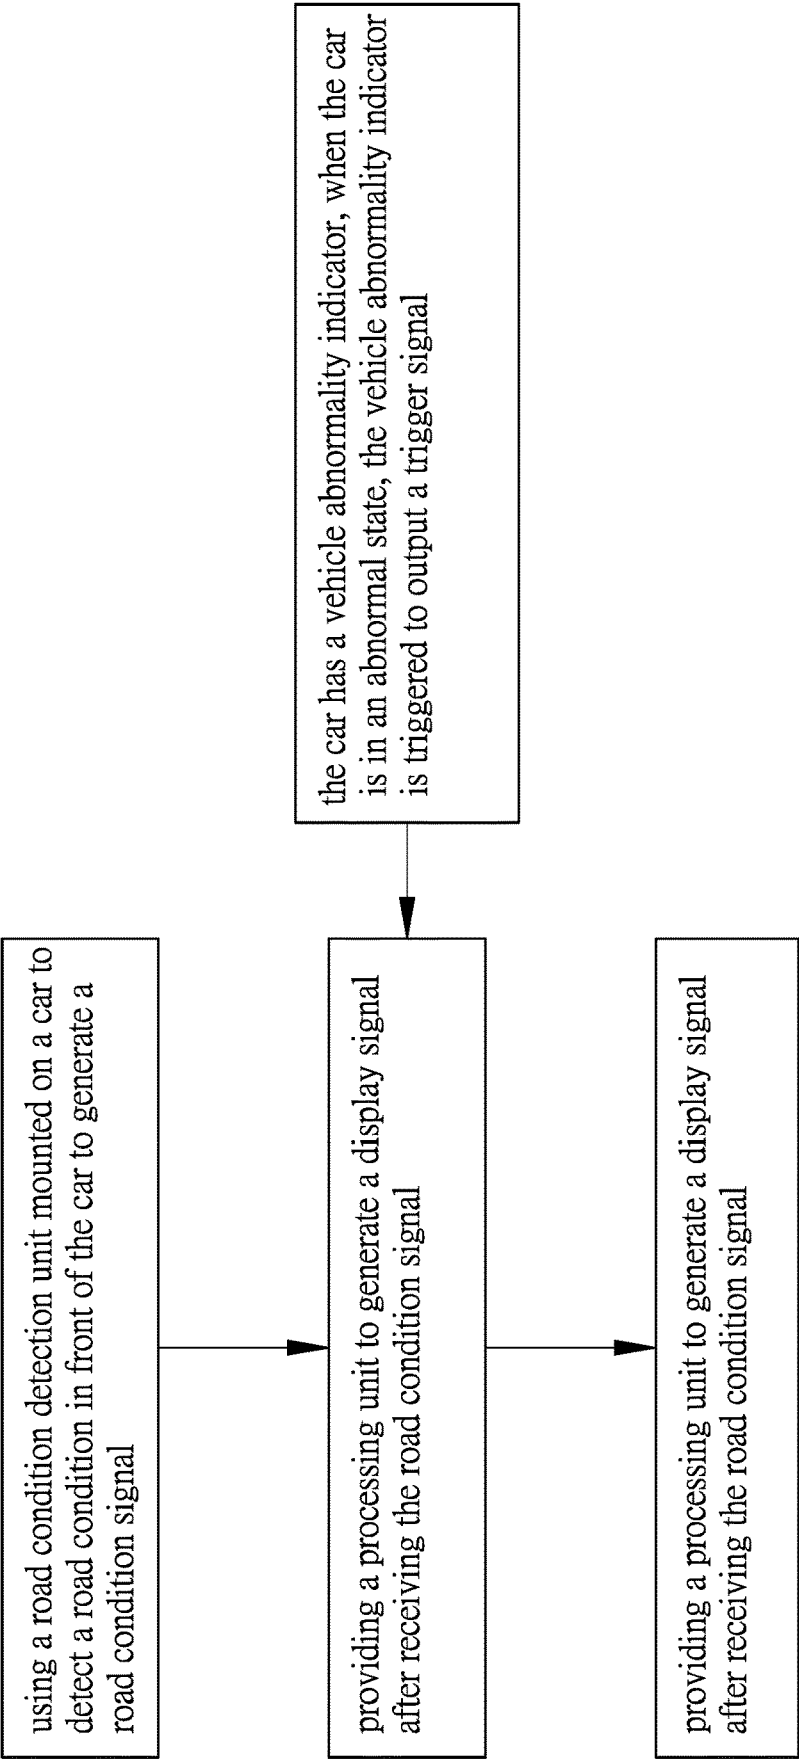 using a road condition detection unit mounted on a car to
detect a road condition in front of the car to generate a
road condition signal
the car has a vehicle abnormality indicator, when the car
is in an abnormal state, the vehicle abnormality indicator
is triggered to output a trigger signal
providing a processing unit to generate a display signal
after receiving the road condition signal
providing a processing unit to generate a display signal
after receiving the road condition signal